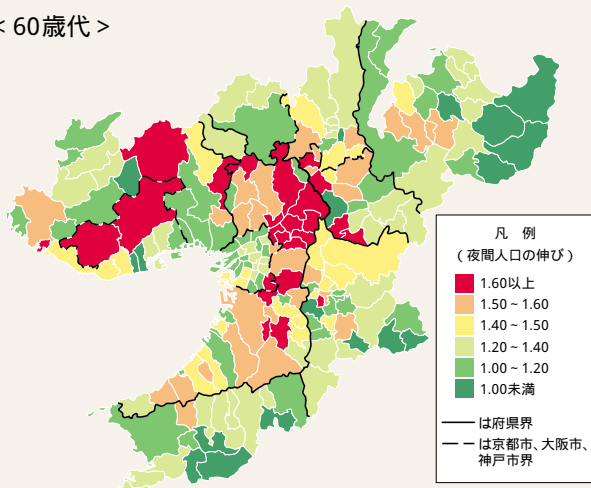 < 60歳代 >
凡 例
( 夜間人口の伸び )
1.60以上
1.50 ~ 1.60
1.40 ~ 1.50
1.20 ~ 1.40
1.00 ~ 1.20
1.00未満
は府県界
は京都市、大阪市、
神戸市界